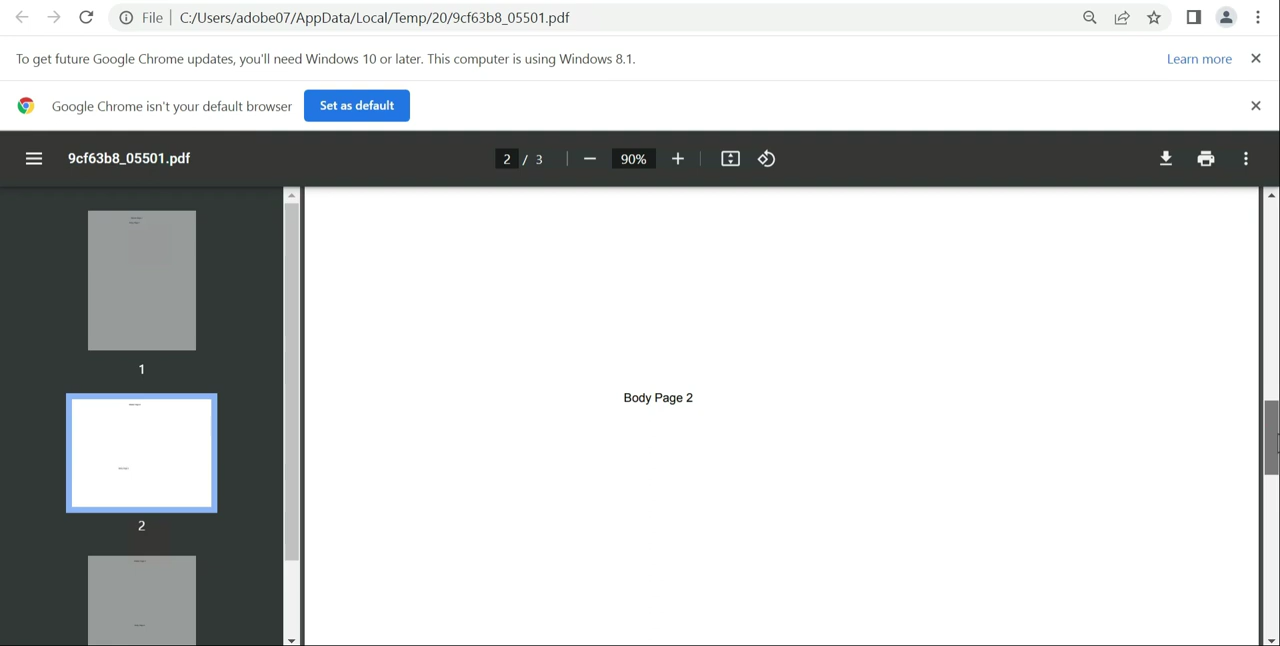 File C:/Users/adobe07/AppData/Local/Temp/20/9cf63b8_05501.pdf
To get future Google Chrome updates, you'll need Windows 10 or later. This computer is using Windows 8.1.
Learn more
Google Chrome isn't your default browser
Set as default
9cf63b8_05501.pdf
2 / 3
90%
1
2
Body Page 2